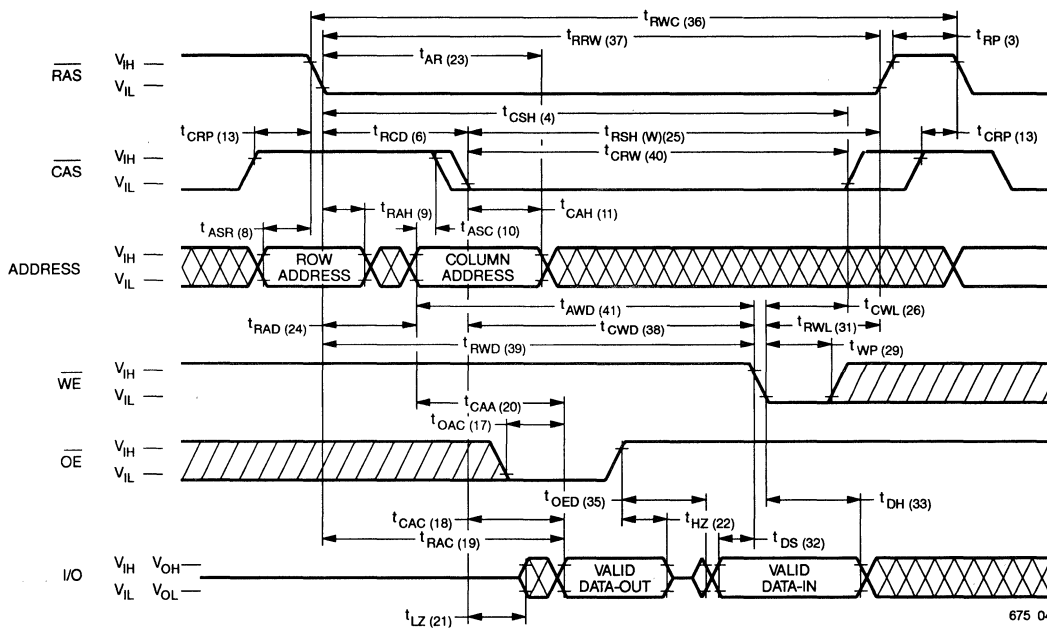 tRWC (36)
tRRW (37)
tRP (3)
tAR (23)
RAS
VIH
VIL
tCSH (4)
tCRP (13)
tRCD (6)
tRSH (W)(25)
tCRP (13)
tCRW (40)
CAS
VIH
VIL
tRAH (9)
tCAH (11)
tASR (8)
tASC (10)
ADDRESS
VIH
VIL
ROW ADDRESS
COLUMN ADDRESS
tAWD (41)
tCWL (26)
tRAD (24)
tCWD (38)
tRWL (31)
tRWD (39)
tWP (29)
WE
VIH
VIL
tCAA (20)
tOAC (17)
OE
VIH
VIL
tOED (35)
tDH (33)
tCAC (18)
tHZ (22)
tRAC (19)
tDS (32)
I/O
VIH VOH
VIL VOL
VALID DATA-OUT
VALID DATA-IN
tLZ (21)
675 04